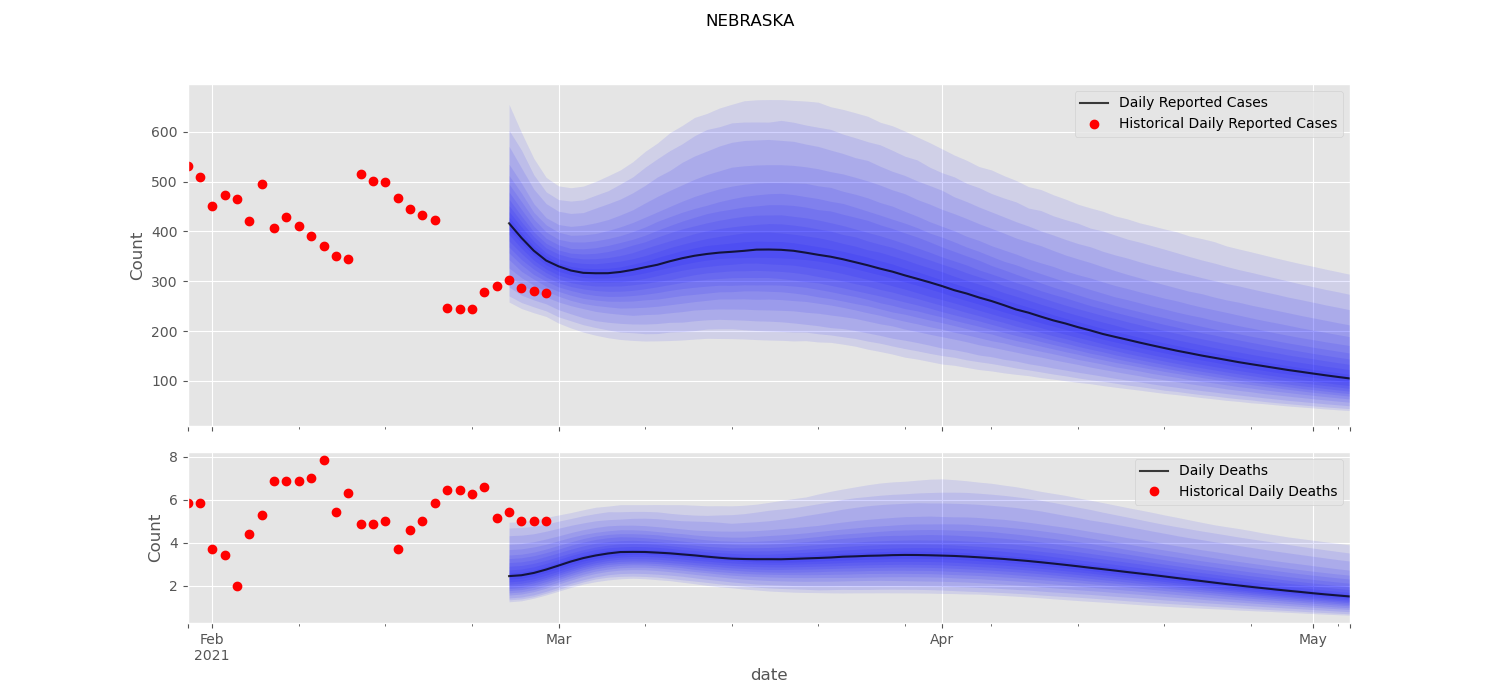 NEBRASKA
Daily Reported Cases
Historical Daily Reported Cases
600
500
400
300
200
100
Count
Daily Deaths
Historical Daily Deaths
8
6
4
2
Count
Feb Mar Apr May
2021
date